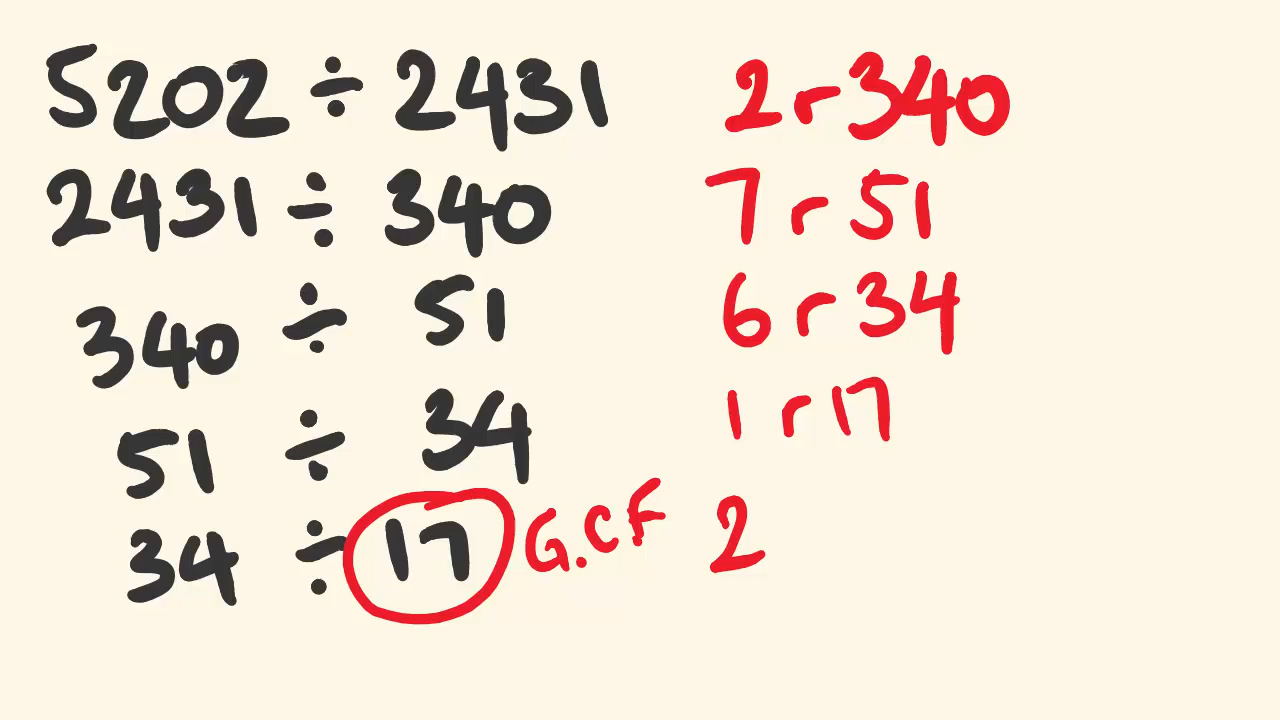 5202 ÷ 2431 2 r 340
2431 ÷ 340 7 r 51
340 ÷ 51 6 r 34
51 ÷ 34 1 r 17
34 ÷ 17 G.C.F 2